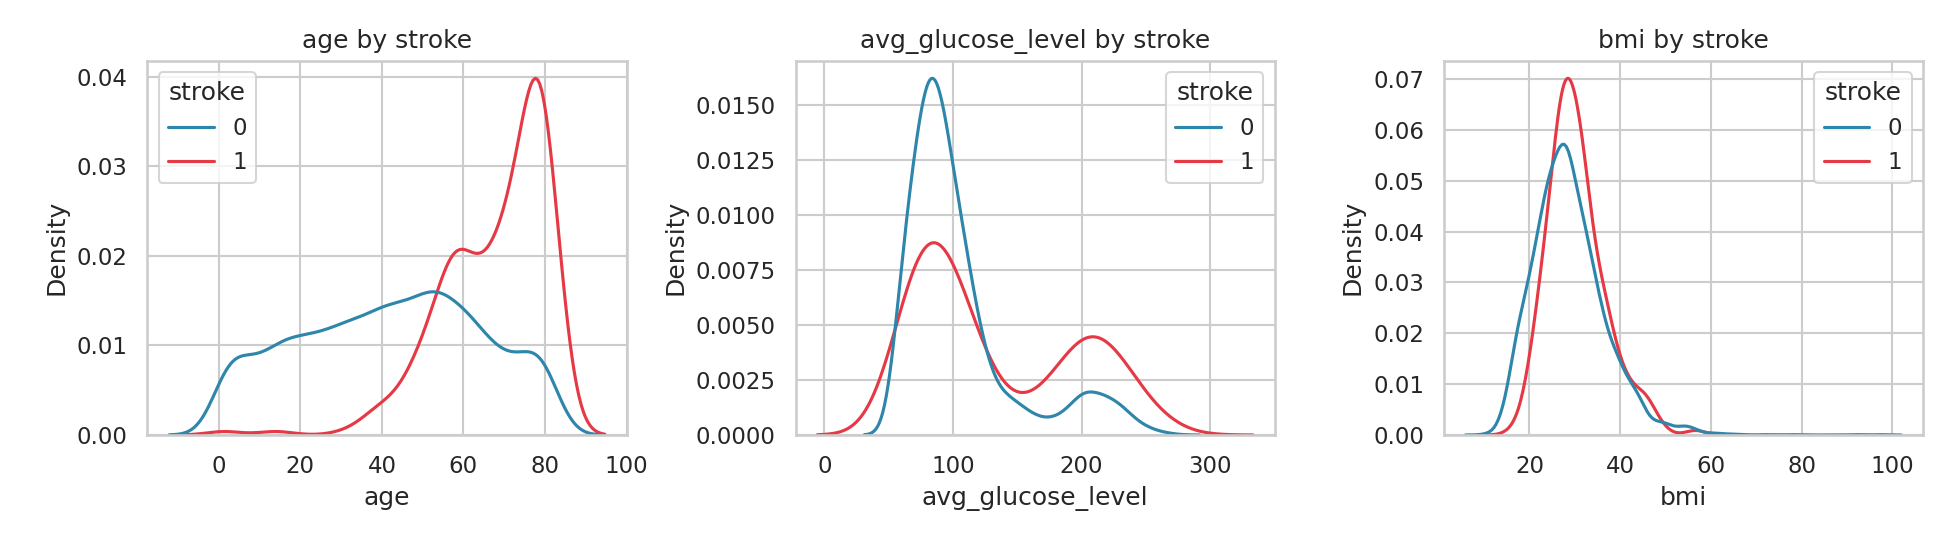 age by stroke
stroke
0
1
0.04
0.03
0.02
0.01
0.00
Density
0 20 40 60 80 100
age
avg_glucose_level by stroke
stroke
0
1
0.0150
0.0125
0.0100
0.0075
0.0050
0.0025
0.0000
Density
0 100 200 300
avg_glucose_level
bmi by stroke
stroke
0
1
0.07
0.06
0.05
0.04
0.03
0.02
0.01
0.00
Density
20 40 60 80 100
bmi